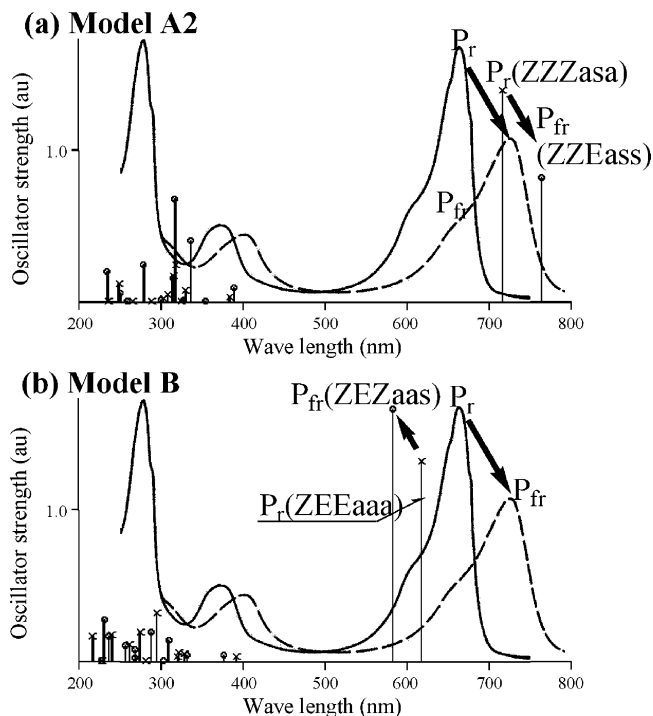 (a) Model A2
Oscillator strength (au)
1.0
Pr
Pr(ZZZasa)
Pfr
(ZZEass)
Pfr
200 300 400 500 600 700 800
Wave length (nm)
(b) Model B
Oscillator strength (au)
1.0
Pfr(ZEZaas)
Pr
Pr(ZEEaaa)
Pfr
200 300 400 500 600 700 800
Wave length (nm)